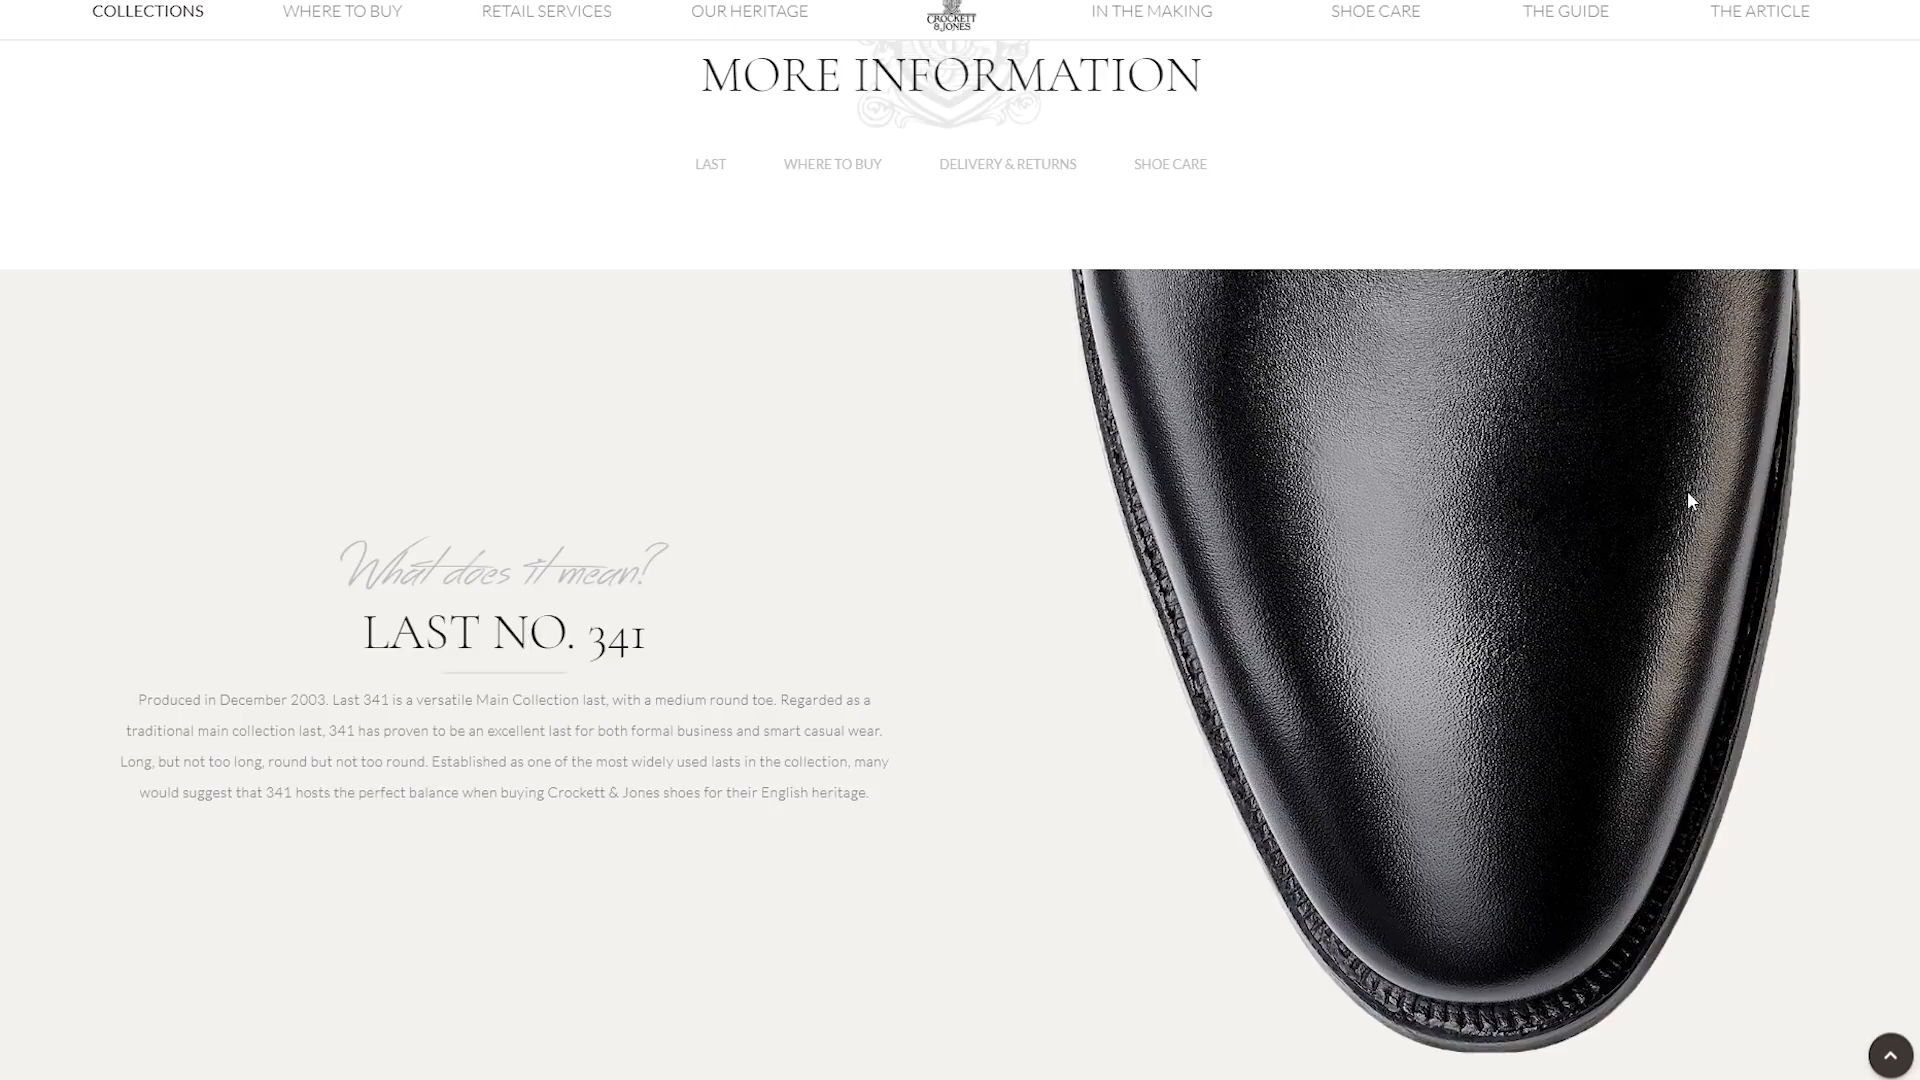 COLLECTIONS
WHERE TO BUY
RETAIL SERVICES
OUR HERITAGE
CROCKETT
& JONES
IN THE MAKING
SHOE CARE
THE GUIDE
THE ARTICLE
MORE INFORMATION
LAST
WHERE TO BUY
DELIVERY & RETURNS
SHOE CARE
What does it mean?
LAST NO. 341
Produced in December 2003. Last 341 is a versatile Main Collection last, with a medium round toe. Regarded as a
traditional main collection last, 341 has proven to be an excellent last for both formal business and smart casual wear.
Long, but not too long, round but not too round. Established as one of the most widely used lasts in the collection, many
would suggest that 341 hosts the perfect balance when buying Crockett & Jones shoes for their English heritage.